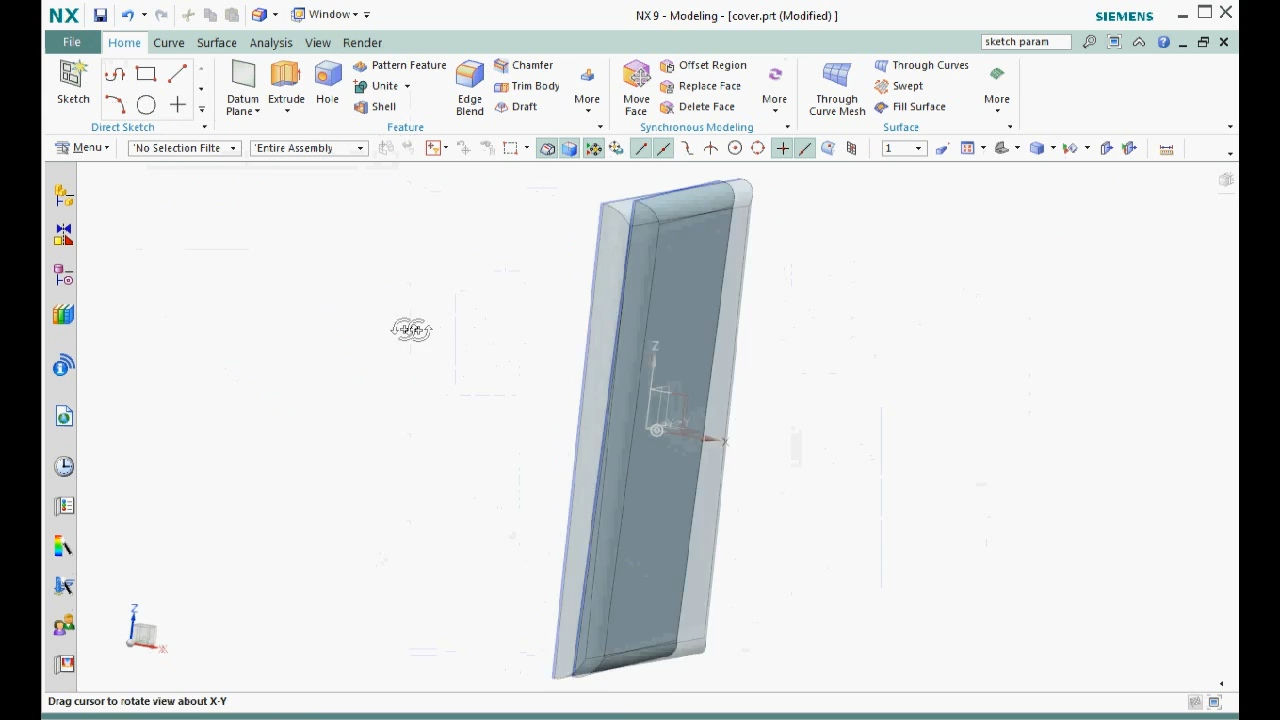 NX
Window
NX 9 - Modeling - [cover.prt (Modified) ]
SIEMENS
File
Home
Curve
Surface
Analysis
View
Render
sketch param
Sketch
Direct Sketch
Datum
Plane
Extrude
Hole
Pattern Feature
Unite
Shell
Edge
Blend
Chamfer
Trim Body
Draft
More
Feature
Move
Face
Offset Region
Replace Face
Delete Face
More
Synchronous Modeling
Through
Curve Mesh
Through Curves
Swept
Fill Surface
More
Surface
Menu
'No Selection Filte
'Entire Assembly
1
Z
X
Z
X
Drag cursor to rotate view about X-Y